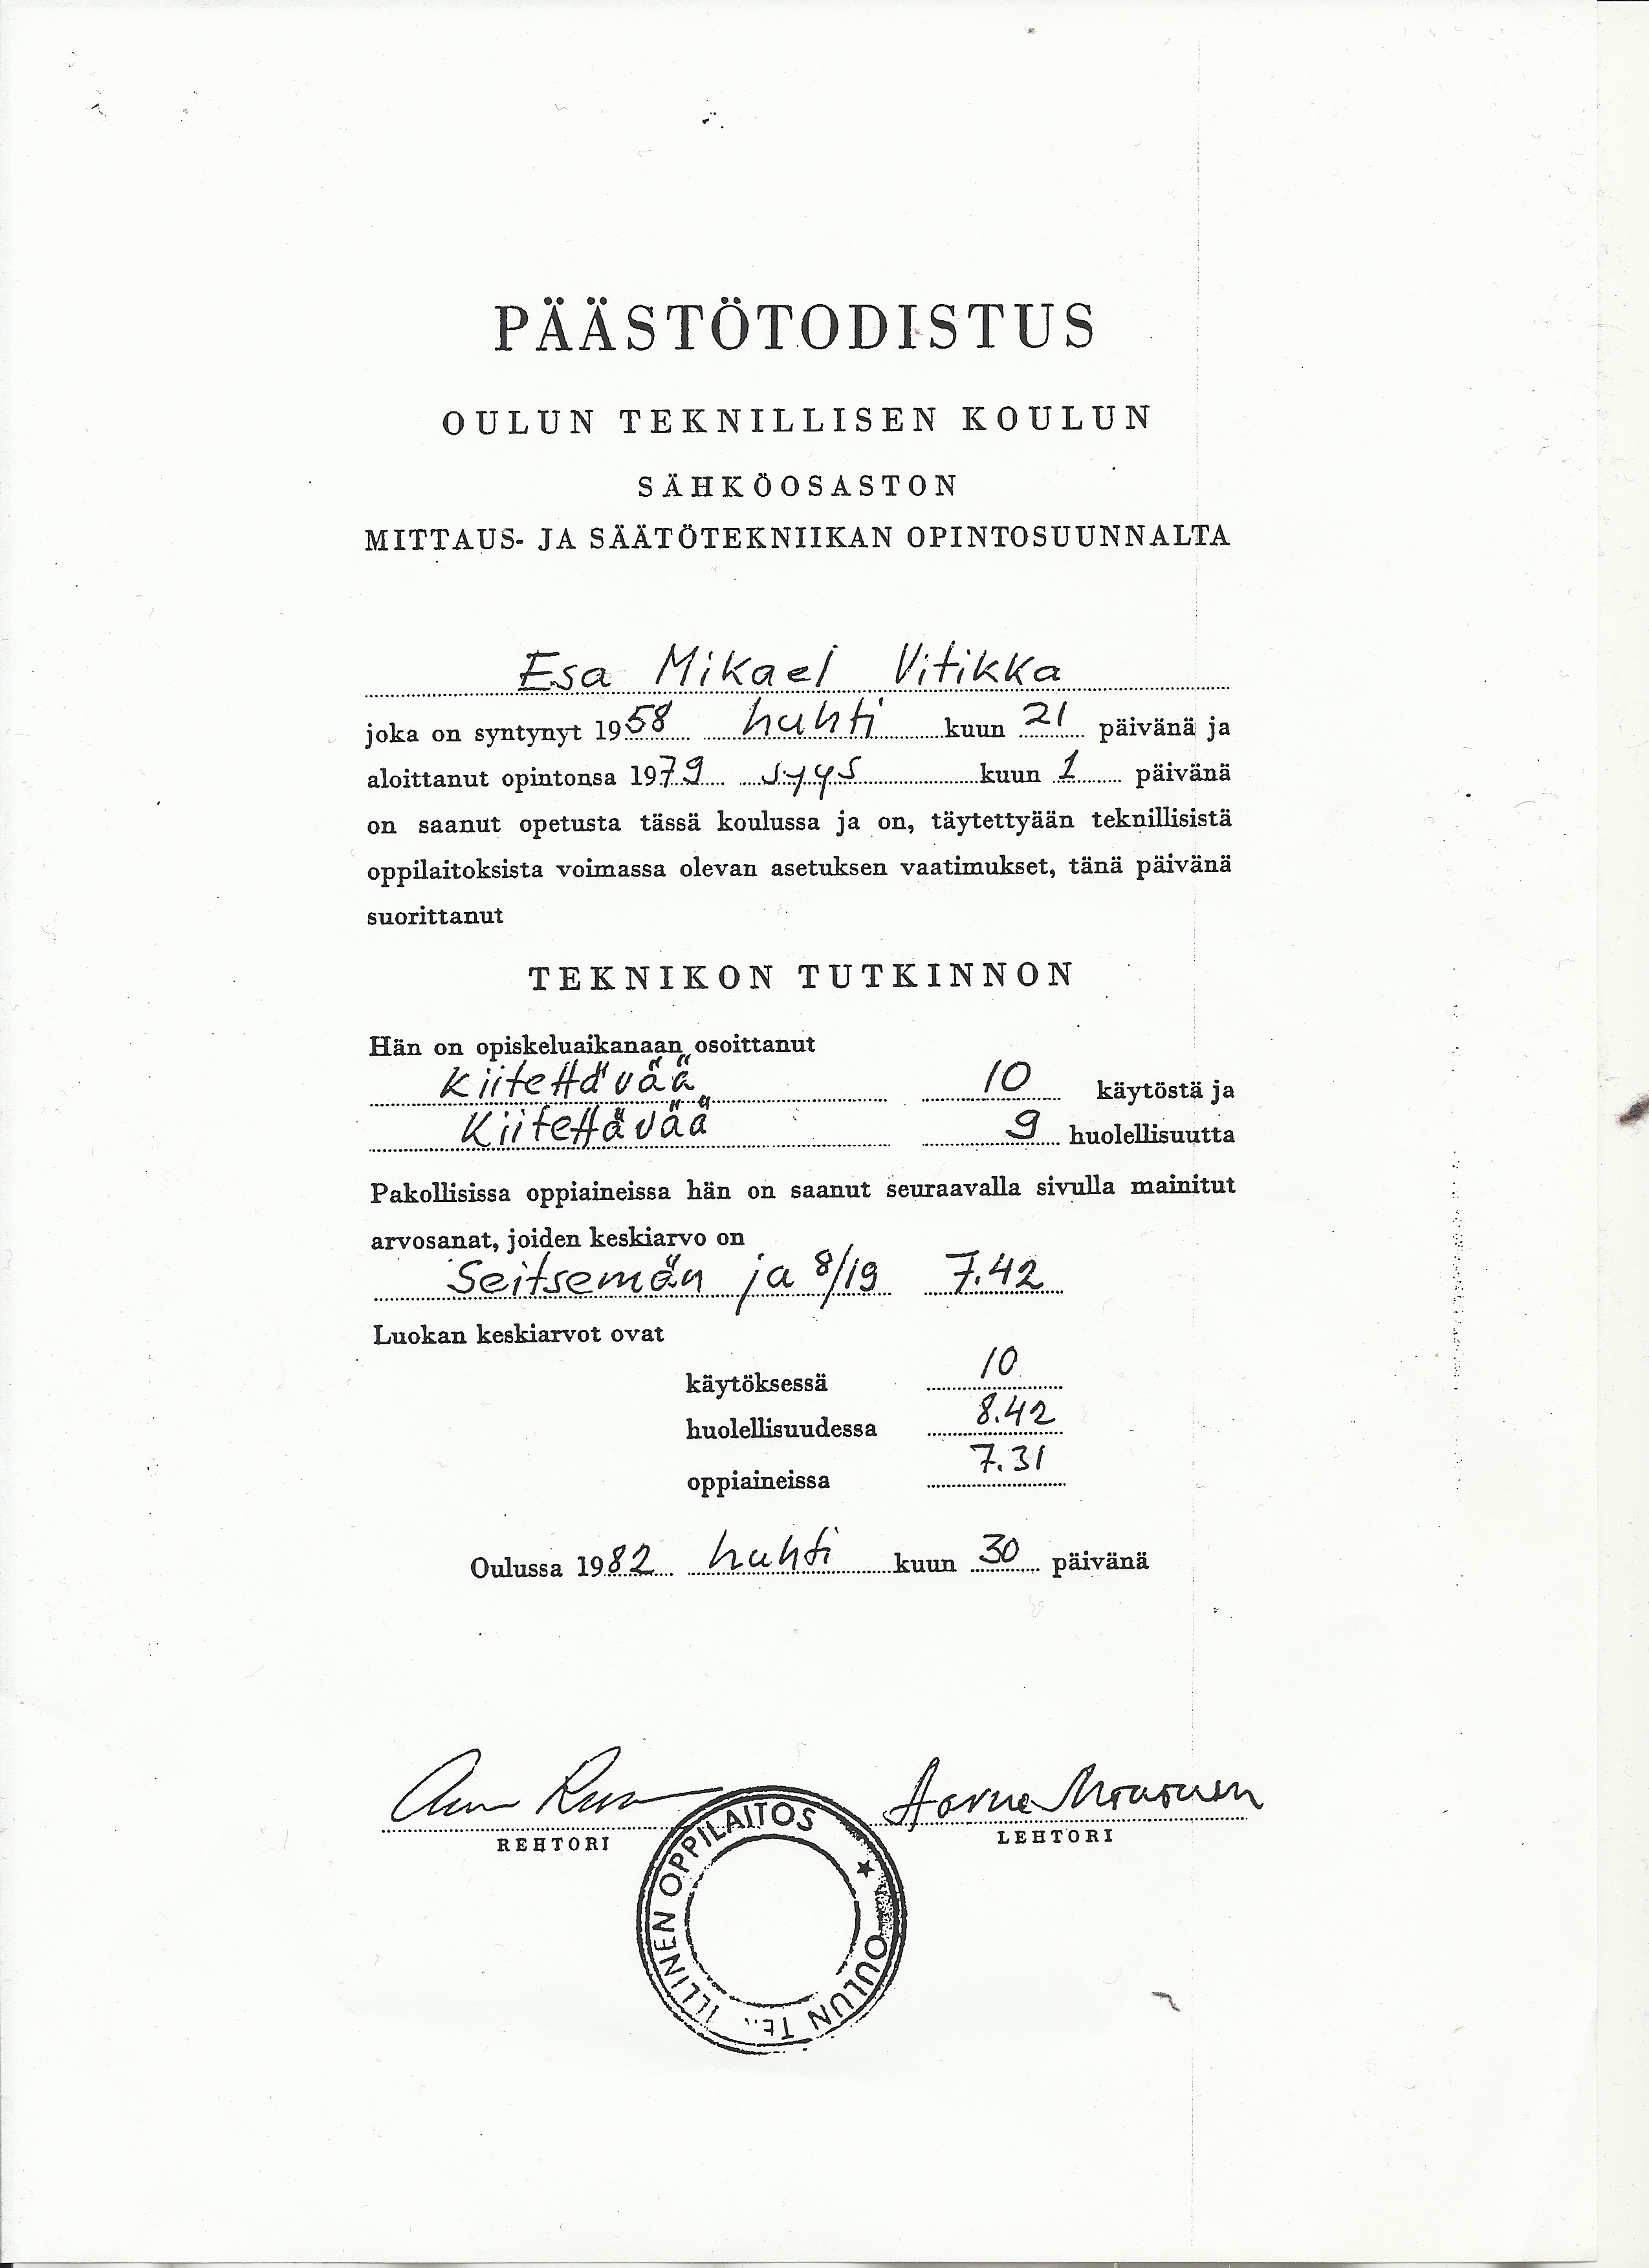 PÄÄSTÖTODISTUS
OULUN TEKNILLISEN KOULUN
SÄHKÖOSASTON
MITTAUS- JA SÄÄTÖTEKNIIKAN OPINTOSUUNNALTA
Esa Mikael Vitikka
joka on syntynyt 1958 huhti kuun 21 päivänä ja
aloittanut opintonsa 1979 syys kuun 1 päivänä
on saanut opetusta tässä koulussa ja on, täytettyään teknillisistä
oppilaitoksista voimassa olevan asetuksen vaatimukset, tänä päivänä
suorittanut
TEKNIKON TUTKINNON
Hän on opiskeluaikanaan osoittanut
Kiitettävää 10 käytöstä ja
Kiitettävää 9 huolellisuutta
Pakollisissa oppiaineissa hän on saanut seuraavalla sivulla mainitut
arvosanat, joiden keskiarvo on
Seitsemän ja 8/19 7.42
Luokan keskiarvot ovat
käytöksessä 10
huolellisuudessa 8.42
oppiaineissa 7.31
Oulussa 1982 huhti kuun 30 päivänä
REHTORI LEHTORI
OULUN TE ILLINEN OPPILAITOS